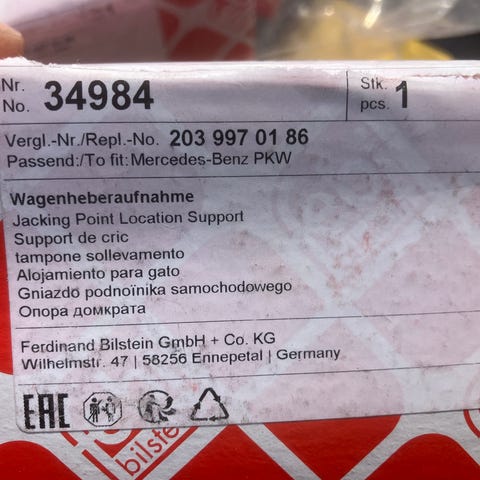 Nr.
No. 34984
Stk.
pcs. 1
Vergl.-Nr./Repl.-No. 203 997 01 86
Passend:/To fit: Mercedes-Benz PKW
Wagenheberaufnahme
Jacking Point Location Support
Support de cric
tampone sollevamento
Alojamiento para gato
Gniazdo podnoïnika samochodowego
Опора домкрата
Ferdinand Bilstein GmbH + Co. KG
Wilhelmstr. 47 | 58256 Ennepetal | Germany
EAC
bilstein